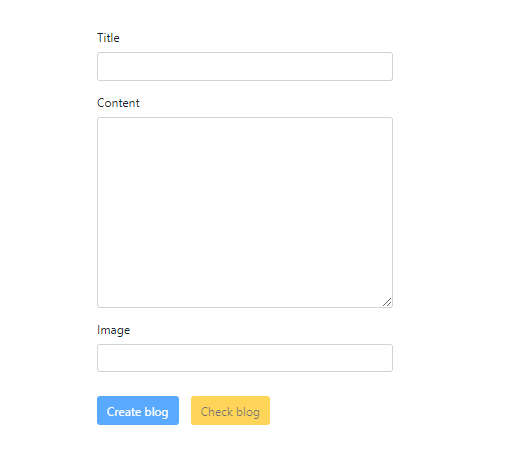 Title
Content
Image
Create blog Check blog